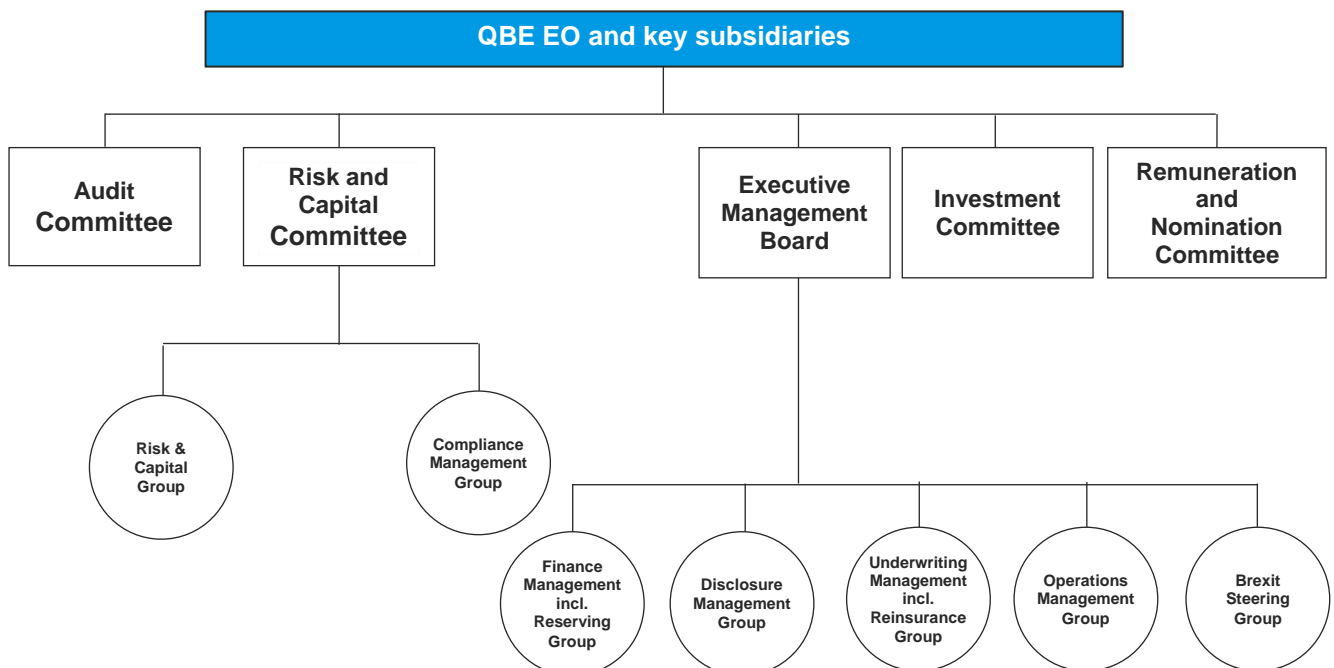 QBE EO and key subsidiaries
Audit
Committee
Risk and
Capital
Committee
Executive
Management
Board
Investment
Committee
Remuneration
and
Nomination
Committee
Risk &
Capital
Group
Compliance
Management
Group
Finance
Management
incl.
Reserving
Group
Disclosure
Management
Group
Underwriting
Management
incl.
Reinsurance
Group
Operations
Management
Group
Brexit
Steering
Group